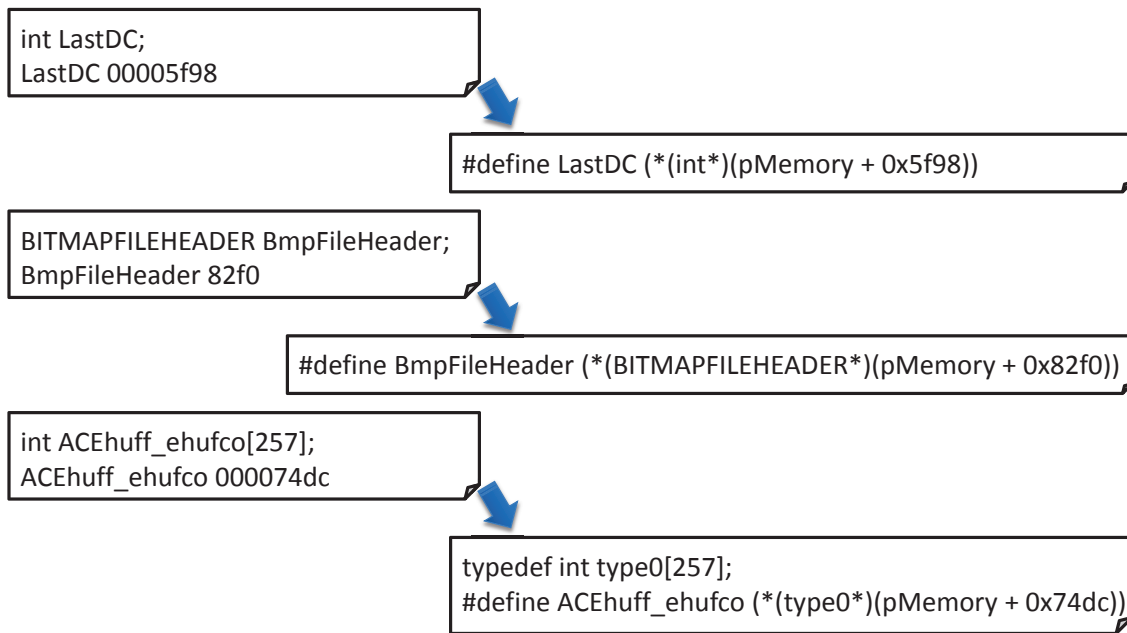 int LastDC;
LastDC 00005f98
#define LastDC (*(int*)(pMemory + 0x5f98))
BITMAPFILEHEADER BmpFileHeader;
BmpFileHeader 82f0
#define BmpFileHeader (*(BITMAPFILEHEADER*)(pMemory + 0x82f0))
int ACEhuff_ehufco[257];
ACEhuff_ehufco 000074dc
typedef int type0[257];
#define ACEhuff_ehufco (*(type0*)(pMemory + 0x74dc))